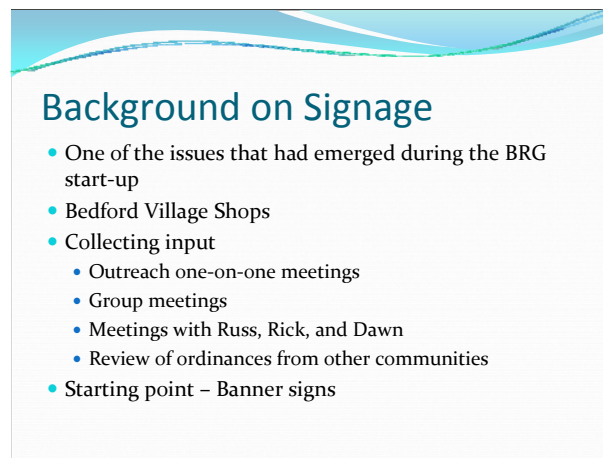 Background on Signage
• One of the issues that had emerged during the BRG
start-up
• Bedford Village Shops
• Collecting input
• Outreach one-on-one meetings
• Group meetings
• Meetings with Russ, Rick, and Dawn
• Review of ordinances from other communities
• Starting point – Banner signs